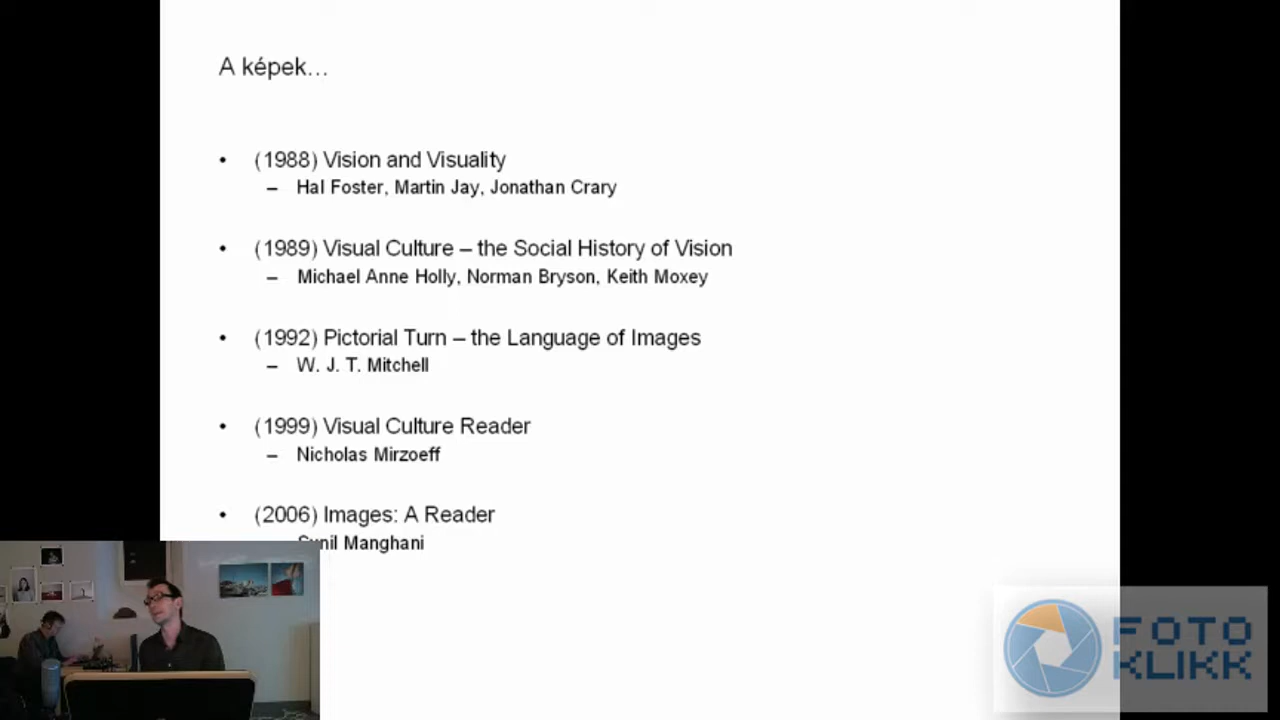 A képek…
• (1988) Vision and Visuality
– Hal Foster, Martin Jay, Jonathan Crary
• (1989) Visual Culture – the Social History of Vision
– Michael Anne Holly, Norman Bryson, Keith Moxey
• (1992) Pictorial Turn – the Language of Images
– W. J. T. Mitchell
• (1999) Visual Culture Reader
– Nicholas Mirzoeff
• (2006) Images: A Reader
Sunil Manghani
FOTO
KLIKK